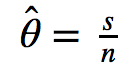 θ̂ = s/n